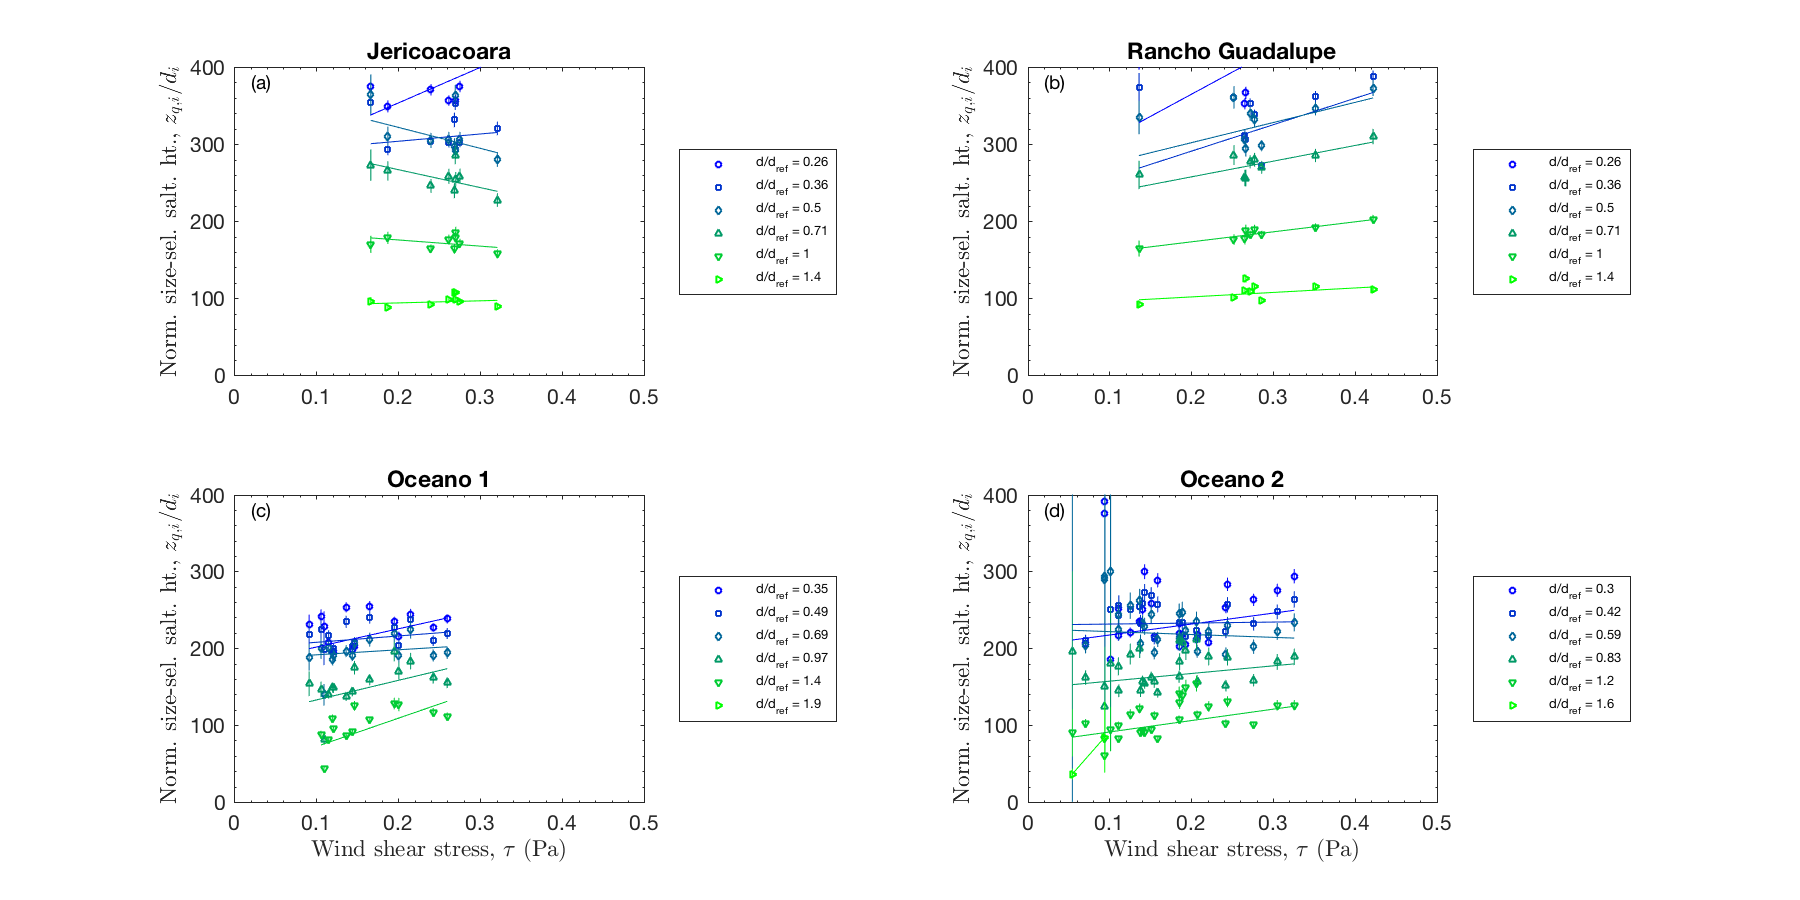 Jericoacoara
(a)
Norm. size-sel. salt. ht., z_{q,i}/d_i
400
300
200
100
0
0 0.1 0.2 0.3 0.4 0.5
d/d_ref = 0.26
d/d_ref = 0.36
d/d_ref = 0.5
d/d_ref = 0.71
d/d_ref = 1
d/d_ref = 1.4
Rancho Guadalupe
(b)
Norm. size-sel. salt. ht., z_{q,i}/d_i
400
300
200
100
0
0 0.1 0.2 0.3 0.4 0.5
d/d_ref = 0.26
d/d_ref = 0.36
d/d_ref = 0.5
d/d_ref = 0.71
d/d_ref = 1
d/d_ref = 1.4
Oceano 1
(c)
Norm. size-sel. salt. ht., z_{q,i}/d_i
400
300
200
100
0
0 0.1 0.2 0.3 0.4 0.5
Wind shear stress, τ (Pa)
d/d_ref = 0.35
d/d_ref = 0.49
d/d_ref = 0.69
d/d_ref = 0.97
d/d_ref = 1.4
d/d_ref = 1.9
Oceano 2
(d)
Norm. size-sel. salt. ht., z_{q,i}/d_i
400
300
200
100
0
0 0.1 0.2 0.3 0.4 0.5
Wind shear stress, τ (Pa)
d/d_ref = 0.3
d/d_ref = 0.42
d/d_ref = 0.59
d/d_ref = 0.83
d/d_ref = 1.2
d/d_ref = 1.6